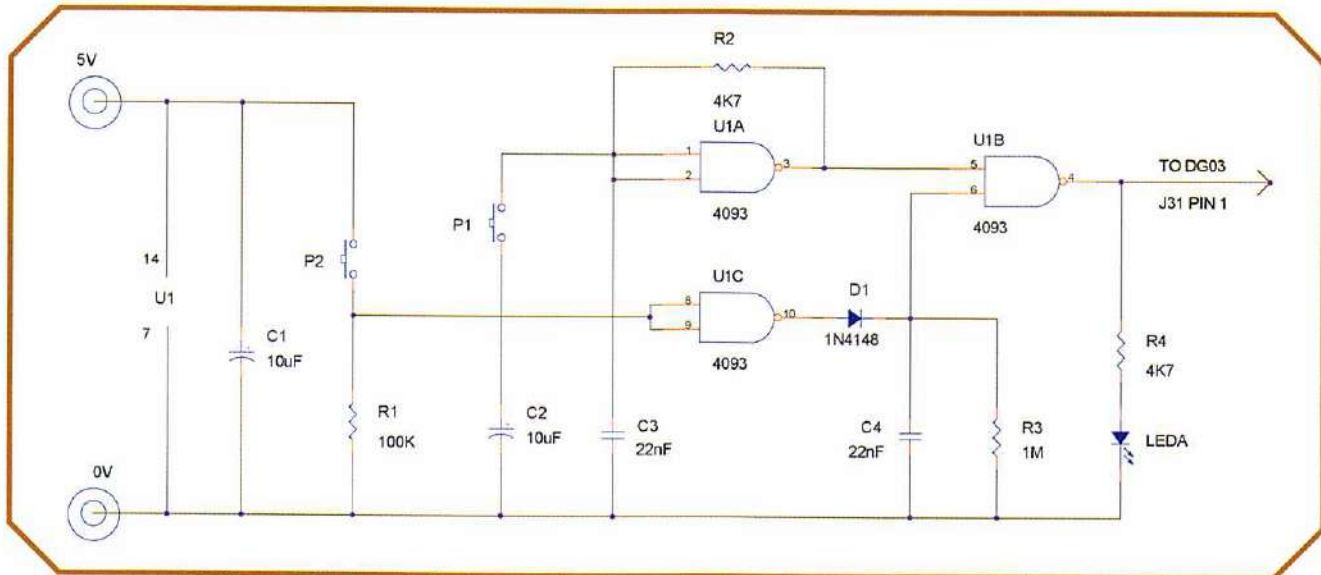 5V
R2
4K7
U1A
1
2
3
4093
U1B
5
6
4
4093
TO DG03
J31 PIN 1
P2
P1
14
U1
7
U1C
8
9
10
4093
D1
1N4148
C1
10uF
R1
100K
C2
10uF
C3
22nF
C4
22nF
R3
1M
R4
4K7
LEDA
0V